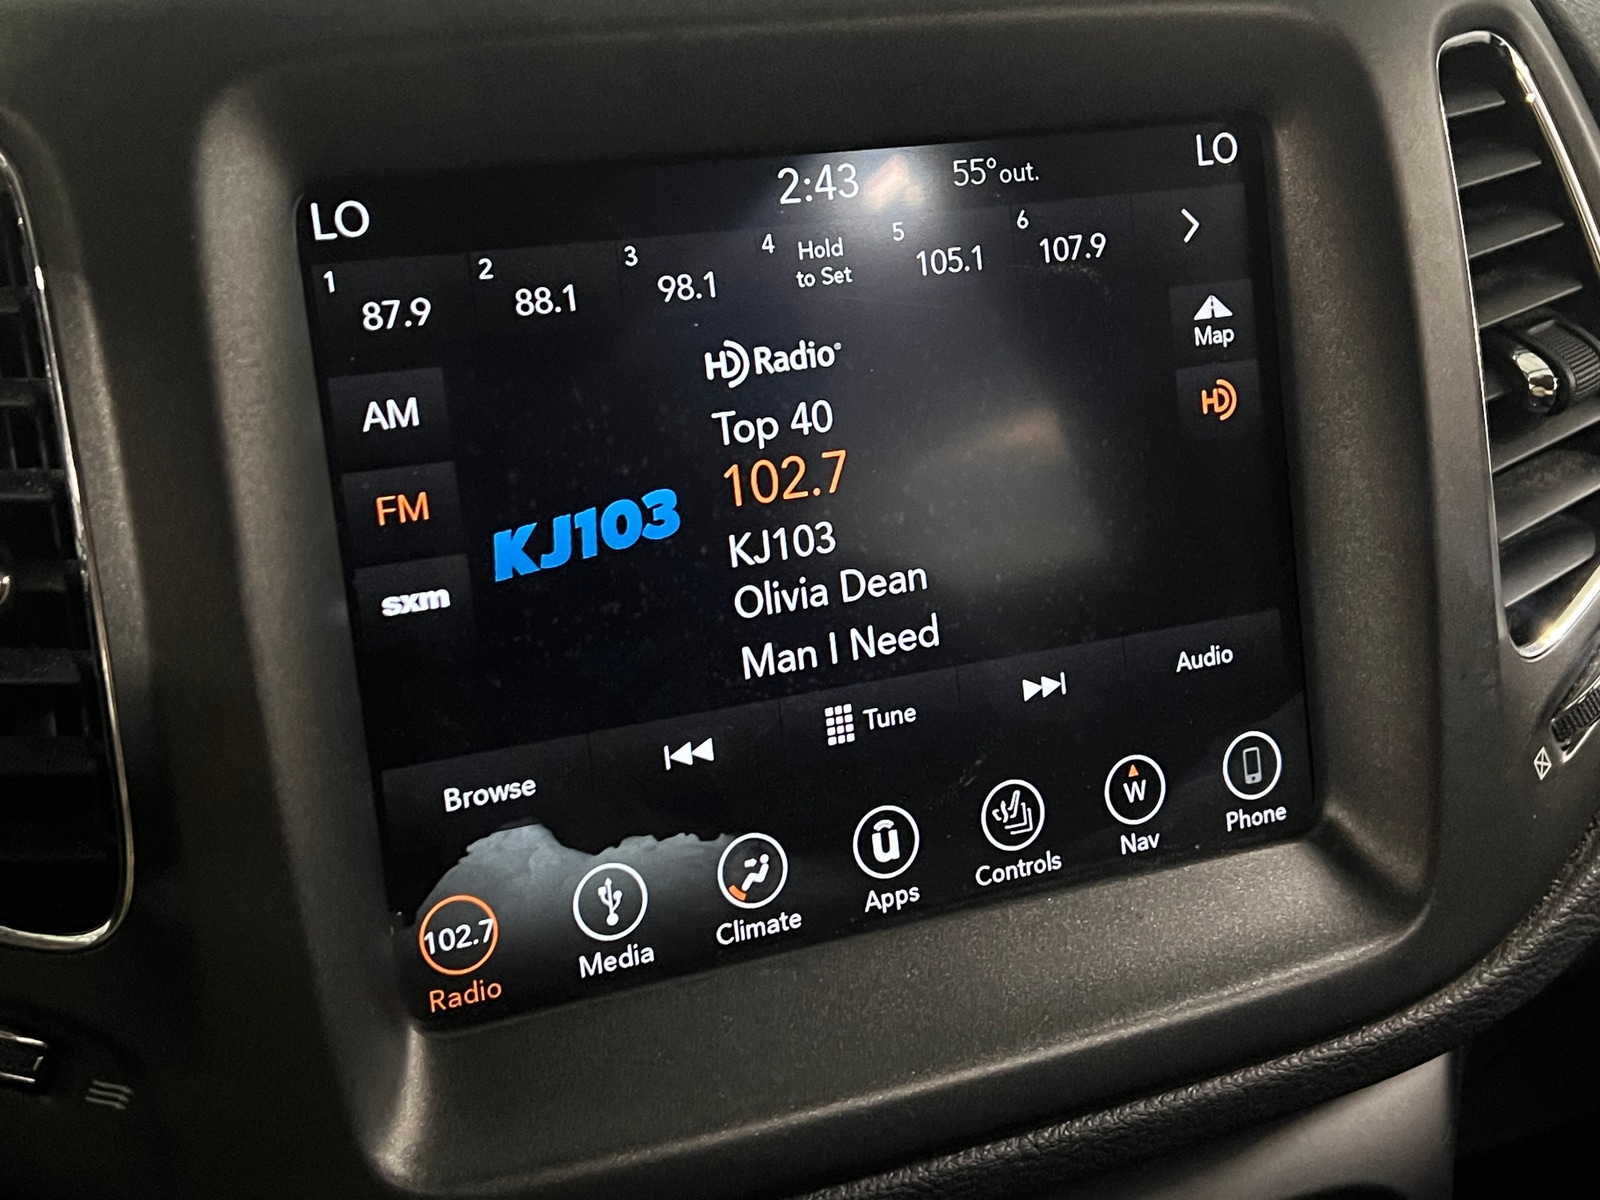 LO 2:43 55° out. LO
1 87.9 2 88.1 3 98.1 4 Hold to Set 5 105.1 6 107.9
Map
HD Radio
HD
AM
Top 40
FM
102.7
KJ103
KJ103
sxm
Olivia Dean
Man I Need
Browse Tune Audio
102.7 W
Radio Media Climate Apps Controls Nav Phone